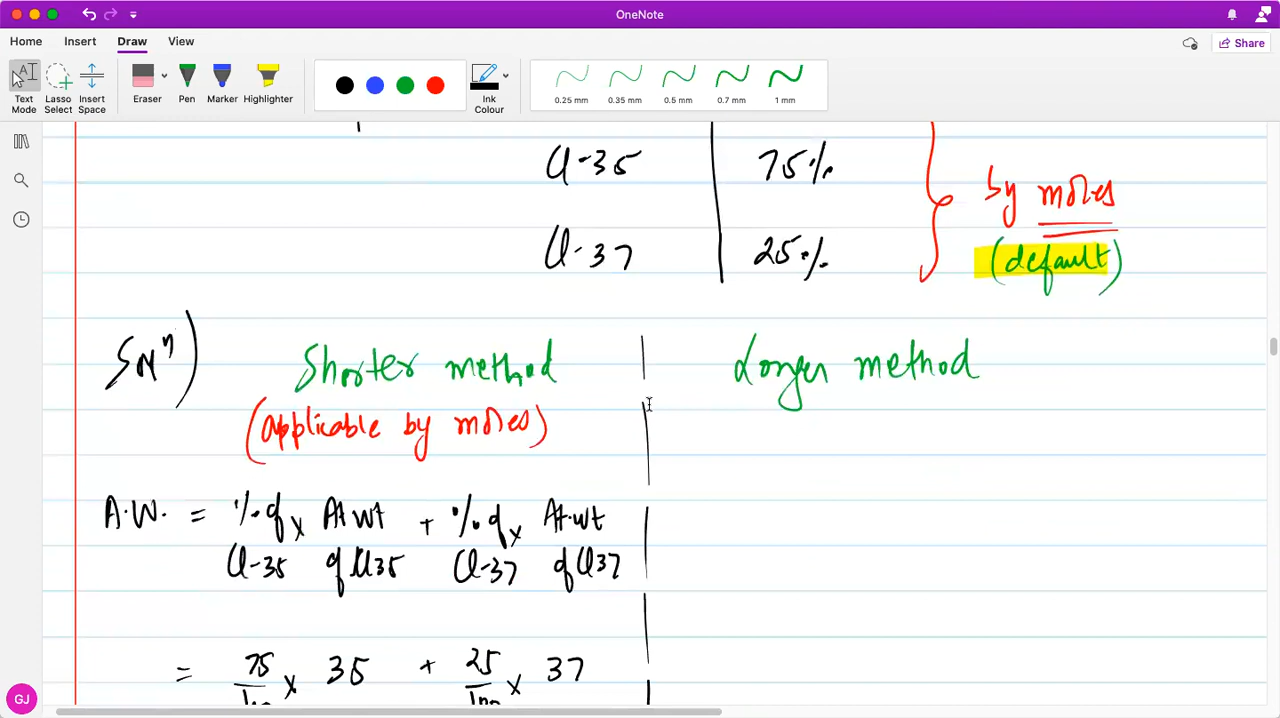 OneNote
Home Insert Draw View
Share
Text Mode
Lasso Select
Insert Space
Eraser
Pen
Marker
Highlighter
Ink Colour
0.25 mm 0.35 mm 0.5 mm 0.7 mm 1 mm
Cl-35 75%
Cl-37 25%
by moles
(default)
Solⁿ) Shorter method Longer method
(applicable by moles)
A.W. = % of Cl-35 x At wt of Cl35 + % of Cl-37 x At.wt of Cl37
= 75/100 x 35 + 25/100 x 37
GJ